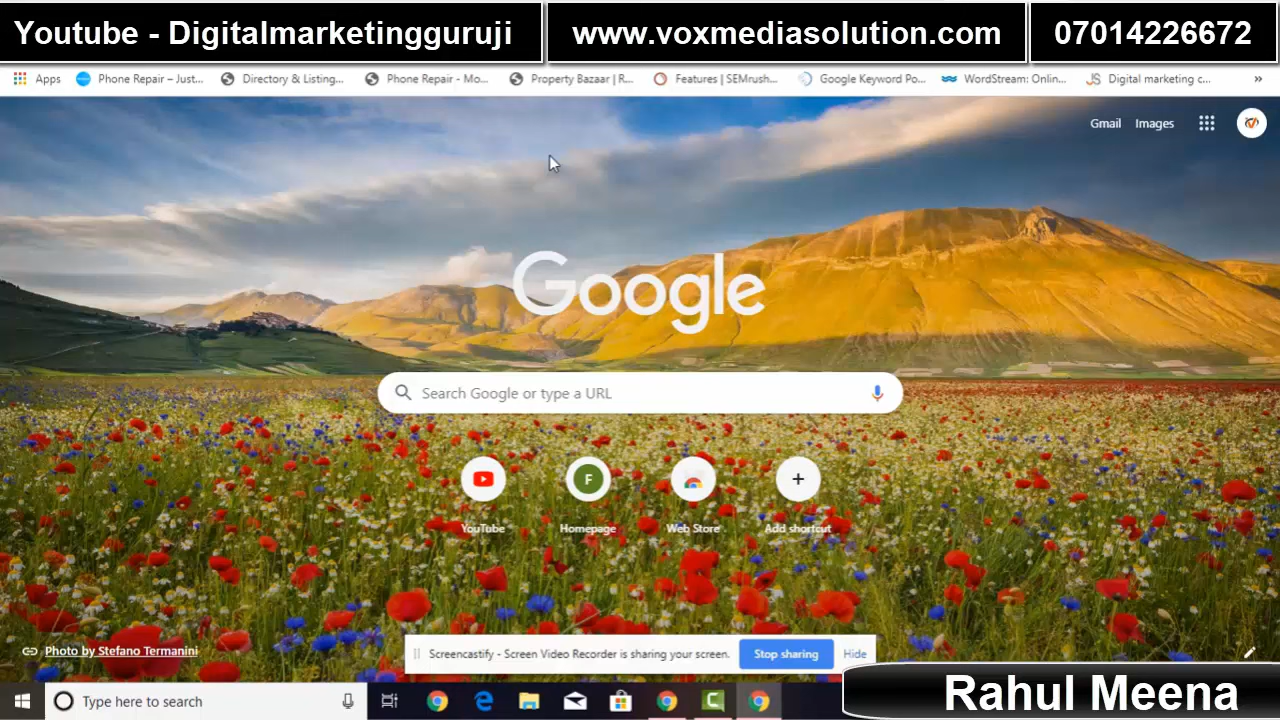 Youtube - Digitalmarketingguruji
www.voxmediasolution.com
07014226672
Apps
Phone Repair – Just...
Directory & Listing...
Phone Repair - Mo...
Property Bazaar | R...
Features | SEMrush...
Google Keyword Po...
WordStream: Onlin...
Digital marketing c...
»
Gmail Images
Google
Search Google or type a URL
F
YouTube
Homepage
Web Store
Add shortcut
Photo by Stefano Termanini
Screencastify - Screen Video Recorder is sharing your screen.
Stop sharing
Hide
Type here to search
Rahul Meena